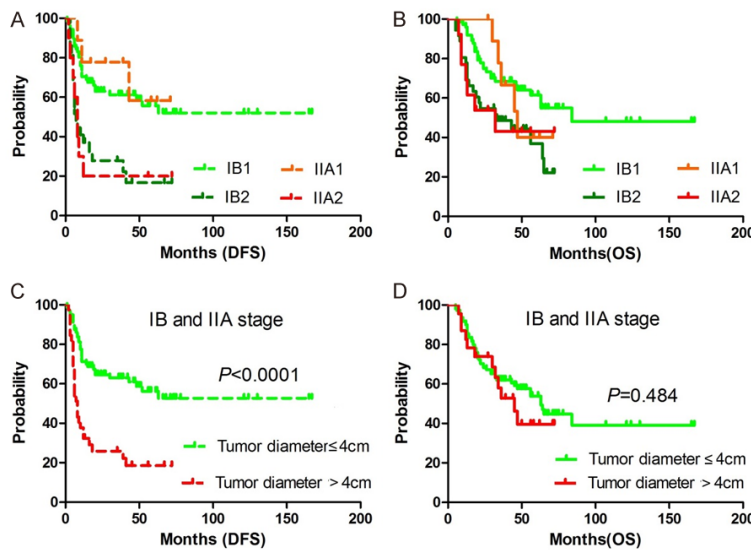 A
Probability
100
80
60
40
20
0
0
50
100
150
200
IB1
IIA1
IB2
IIA2
Months (DFS)
B
Probability
100
80
60
40
20
0
0
50
100
150
200
IB1
IIA1
IB2
IIA2
Months(OS)
C
IB and IIA stage
P<0.0001
Probability
100
80
60
40
20
0
0
50
100
150
200
Tumor diameter≤4cm
Tumor diameter >4cm
Months (DFS)
D
IB and IIA stage
P=0.484
Probability
100
80
60
40
20
0
0
50
100
150
200
Tumor diameter ≤ 4cm
Tumor diameter > 4cm
Months(OS)